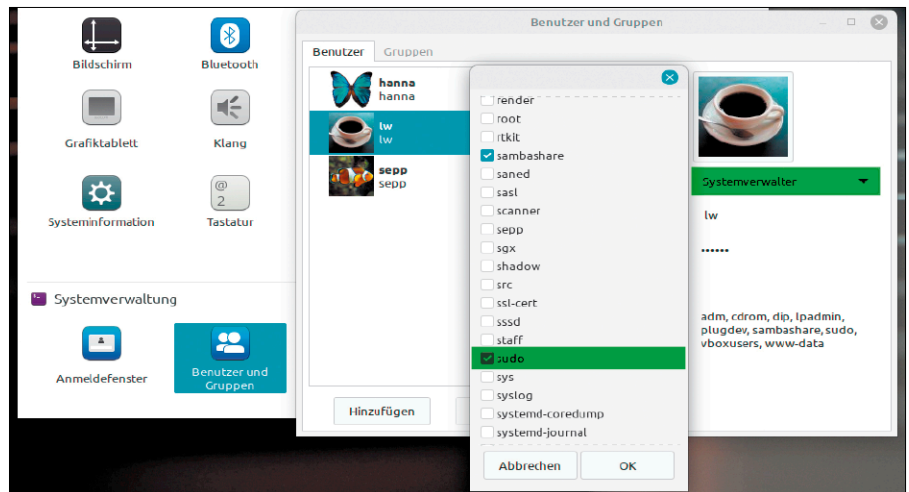 Bildschirm
Bluetooth
Grafiktablett
Klang
Systeminformation
@
2
Tastatur
Systemverwaltung
Anmeldefenster
Benutzer und
Gruppen
Benutzer und Gruppen
Benutzer
Gruppen
hanna
hanna
lw
lw
sepp
sepp
Hinzufügen
render
root
rtkit
sambashare
saned
sasl
scanner
sepp
sgx
shadow
src
ssl-cert
sssd
staff
sudo
sys
syslog
systemd-coredump
systemd-journal
Abbrechen
OK
Systemverwalter
lw
••••••
adm, cdrom, dip, lpadmin,
plugdev, sambashare, sudo,
vboxusers, www-data